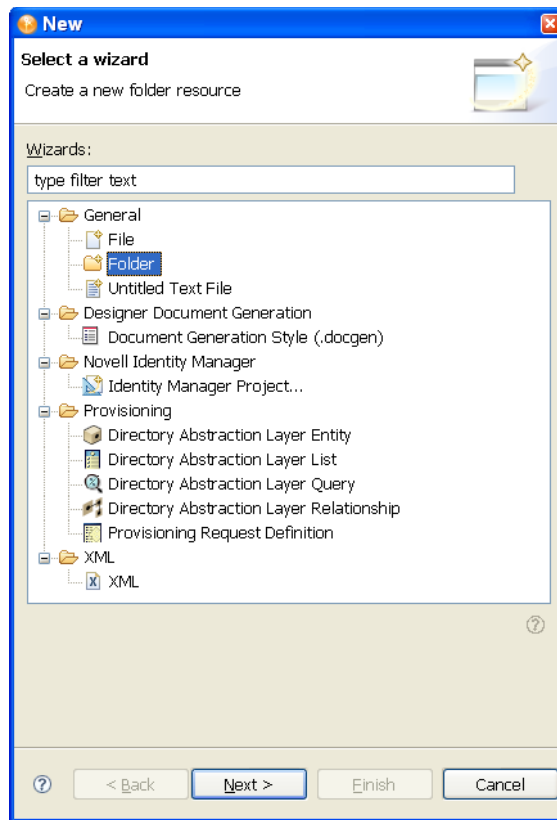 New
Select a wizard
Create a new folder resource
Wizards:
type filter text
General
File
Folder
Untitled Text File
Designer Document Generation
Document Generation Style (.docgen)
Novell Identity Manager
Identity Manager Project...
Provisioning
Directory Abstraction Layer Entity
Directory Abstraction Layer List
Directory Abstraction Layer Query
Directory Abstraction Layer Relationship
Provisioning Request Definition
XML
XML
< Back Next > Finish Cancel